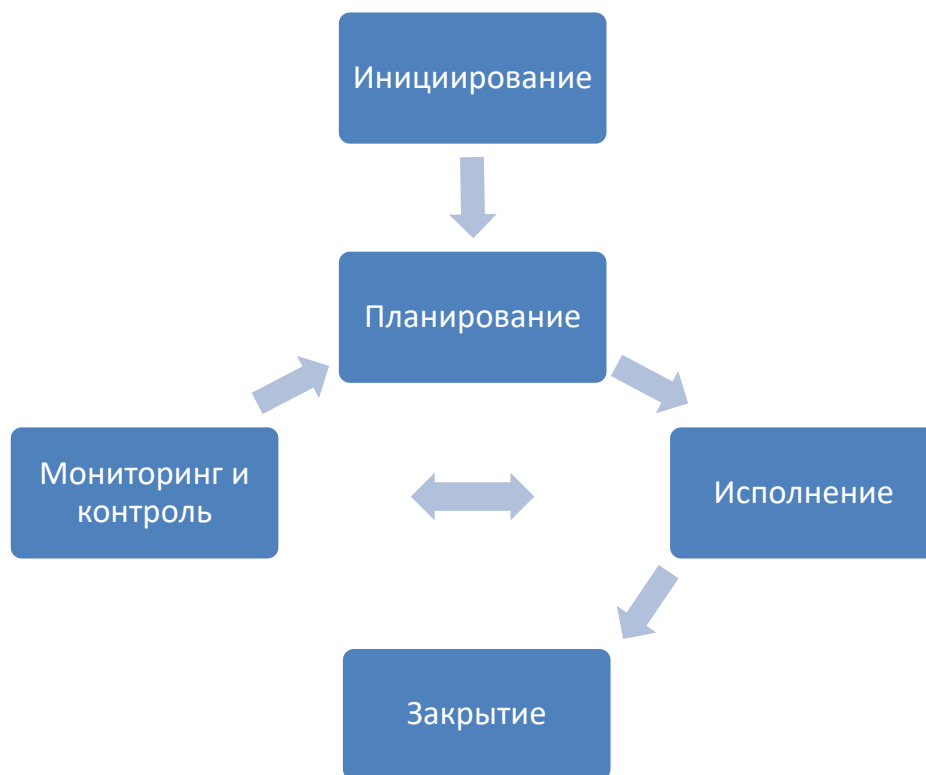 Инициирование
Планирование
Мониторинг и
контроль
Исполнение
Закрытие